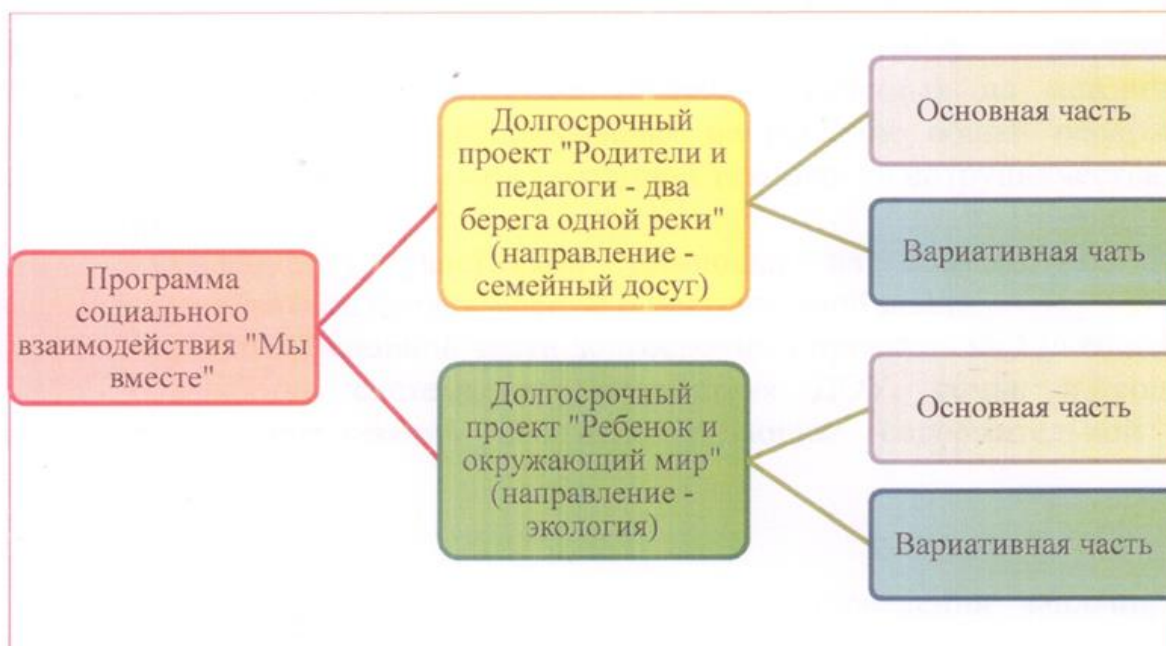 Программа
социального
взаимодействия "Мы
вместе"
Долгосрочный
проект "Родители и
педагоги - два
берега одной реки"
(направление -
семейный досуг)
Основная часть
Вариативная чать
Долгосрочный
проект "Ребенок и
окружающий мир"
(направление -
экология)
Основная часть
Вариативная часть